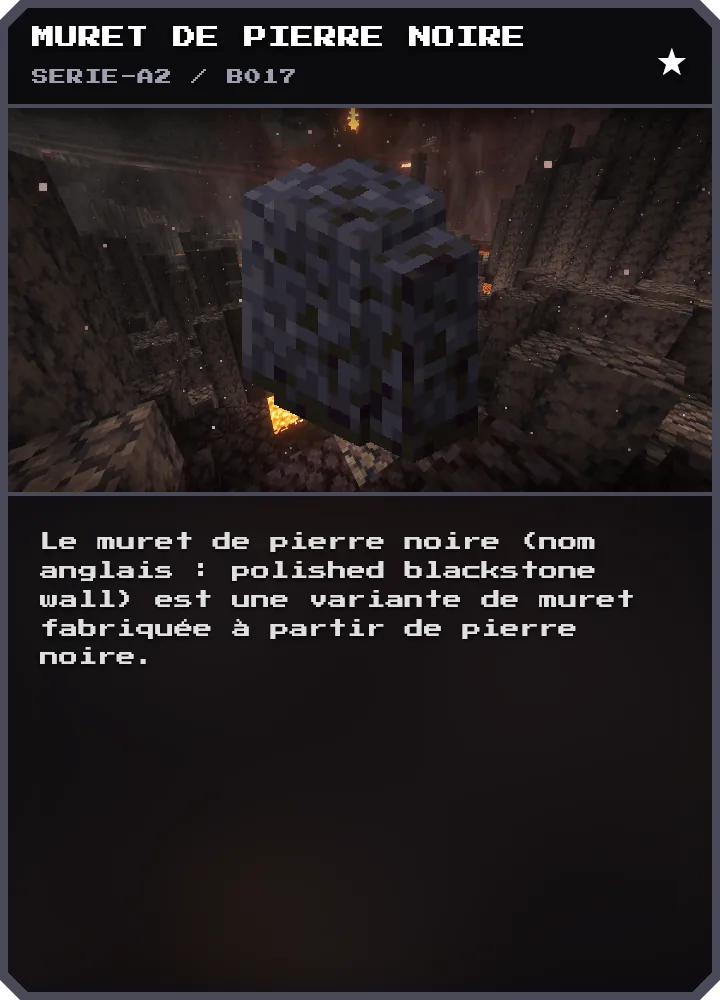 MURET DE PIERRE NOIRE
SERIE-A2 / B017
Le muret de pierre noire (nom
anglais : polished blackstone
wall) est une variante de muret
fabriquée à partir de pierre
noire.